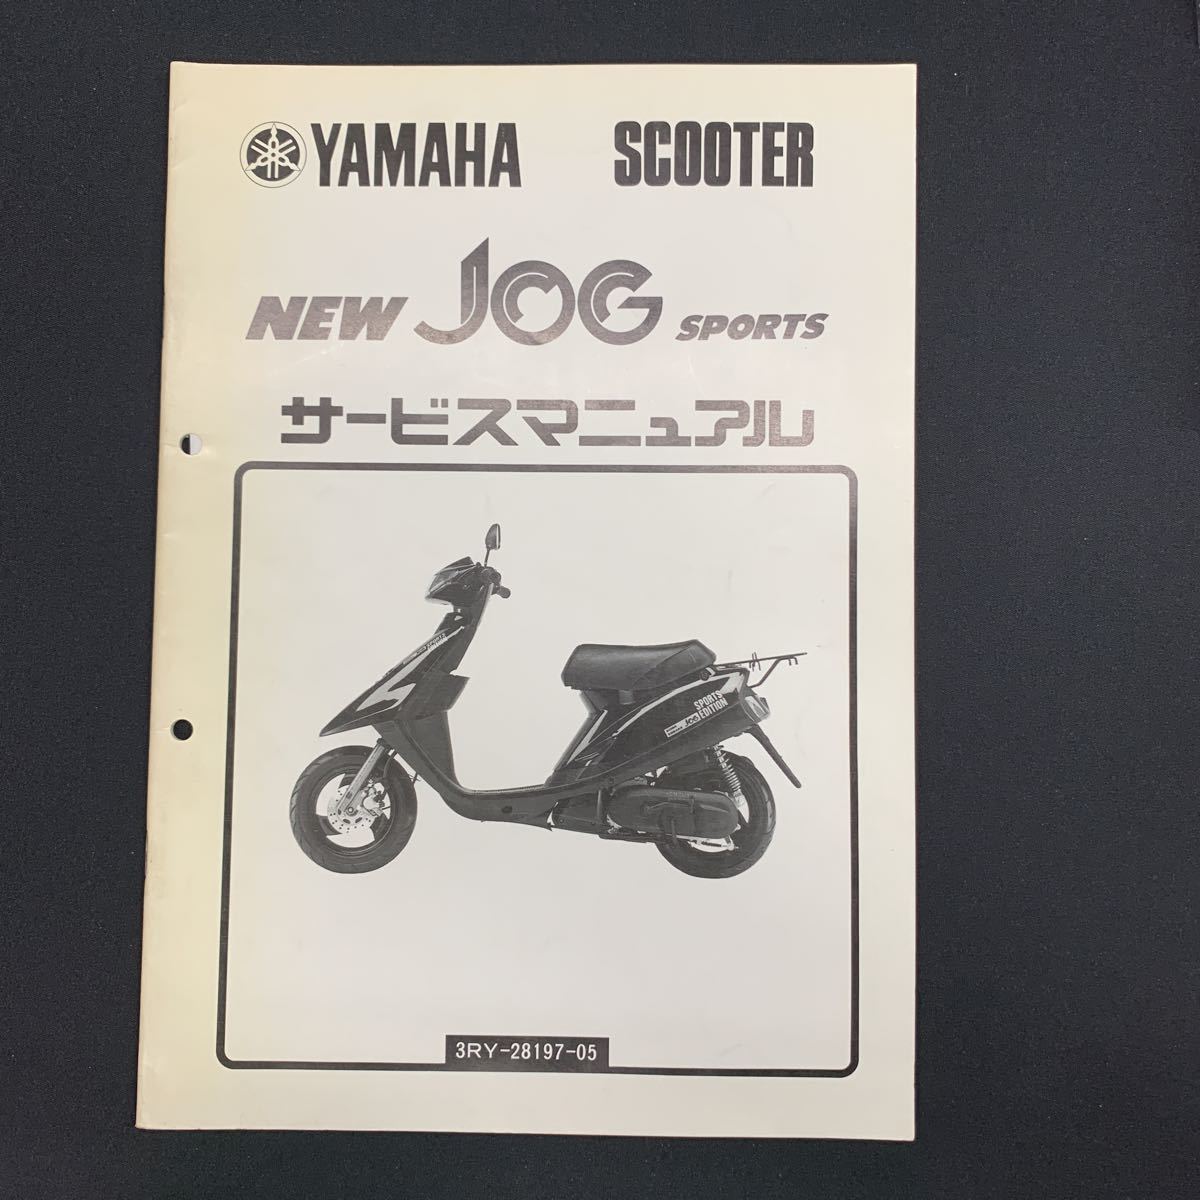 YAMAHA SCOOTER
NEW JOG SPORTS
サービスマニュアル
JOG SPORTS EDITION
3RY-28197-05